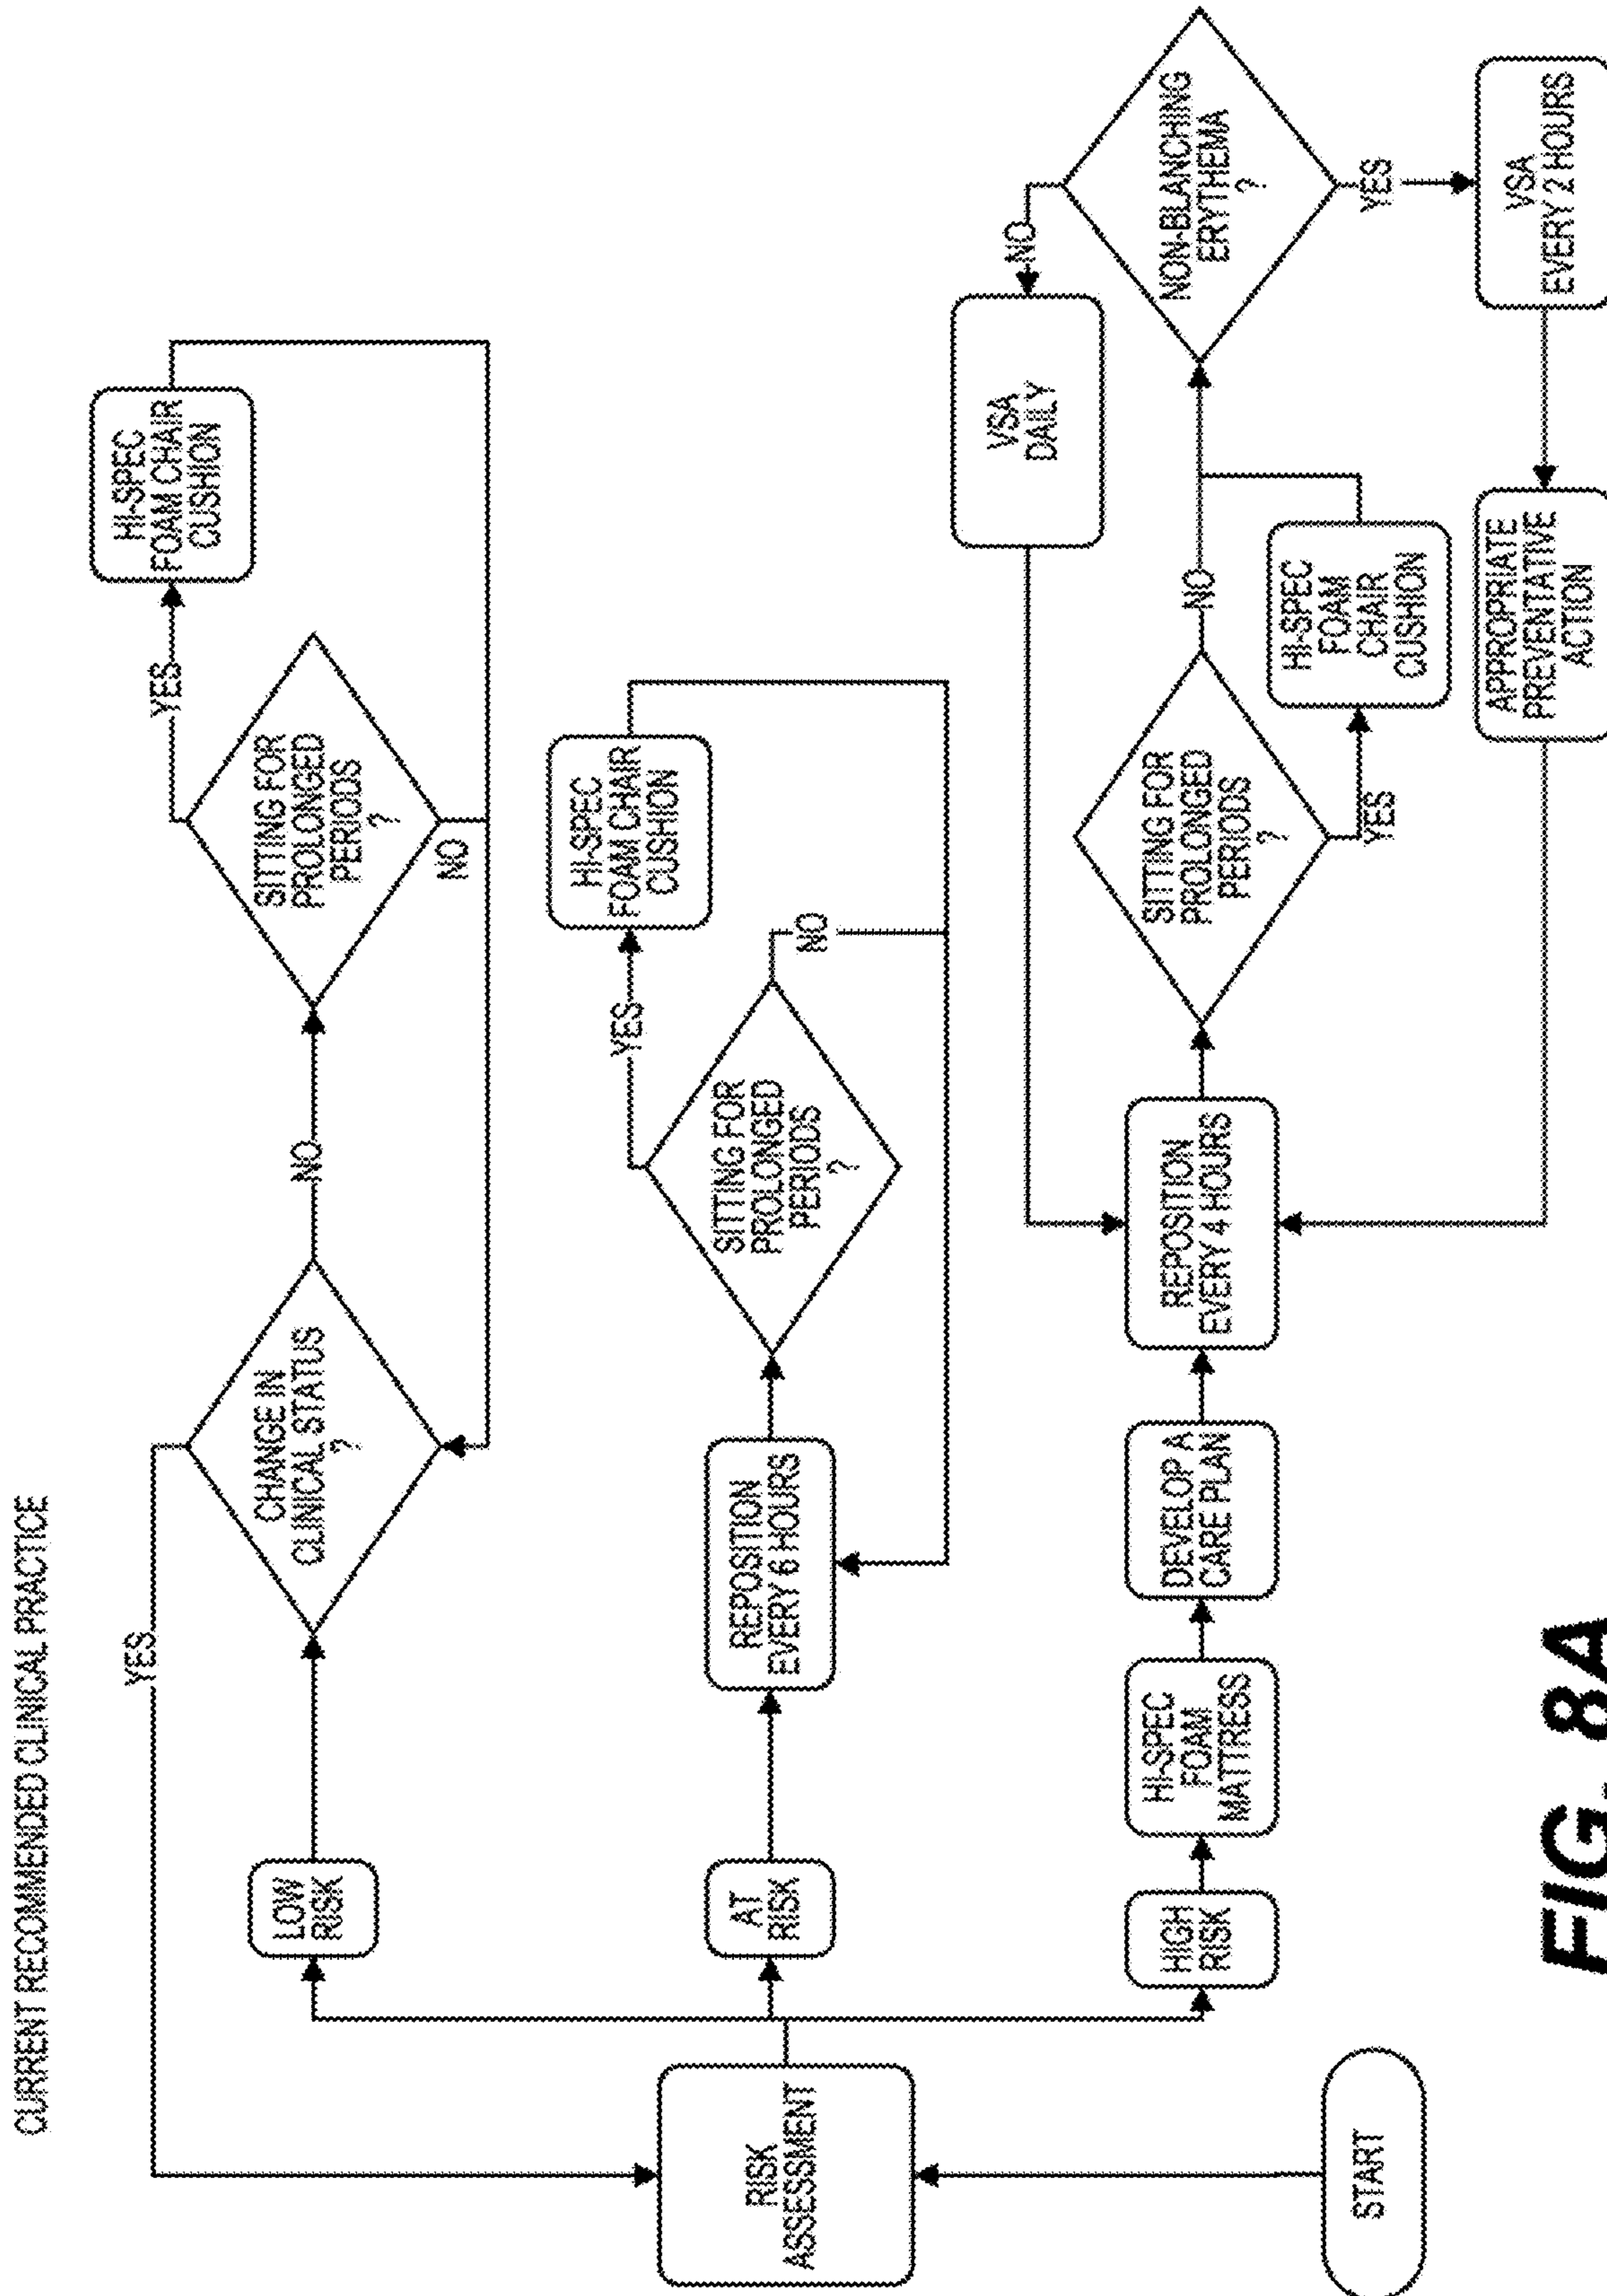 CURRENT RECOMMENDED CLINICAL PRACTICE
YES
LOW
RISK
CHANGE IN
CLINICAL STATUS
?
NO
SITTING FOR
PROLONGED
PERIODS
?
YES
NO
HI-SPEC
FOAM CHAIR
CUSHION
RISK
ASSESSMENT
AT
RISK
REPOSITION
EVERY 6 HOURS
SITTING FOR
PROLONGED
PERIODS
?
YES
NO
HI-SPEC
FOAM CHAIR
CUSHION
START
HIGH
RISK
HI-SPEC
FOAM
MATTRESS
DEVELOP A
CARE PLAN
REPOSITION
EVERY 4 HOURS
SITTING FOR
PROLONGED
PERIODS
?
NO
YES
HI-SPEC
FOAM
CHAIR
CUSHION
VSA
DAILY
NO
NON-BLANCHING
ERYTHEMA
?
YES
VSA
EVERY 2 HOURS
APPROPRIATE
PREVENTATIVE
ACTION
FIG. 8A